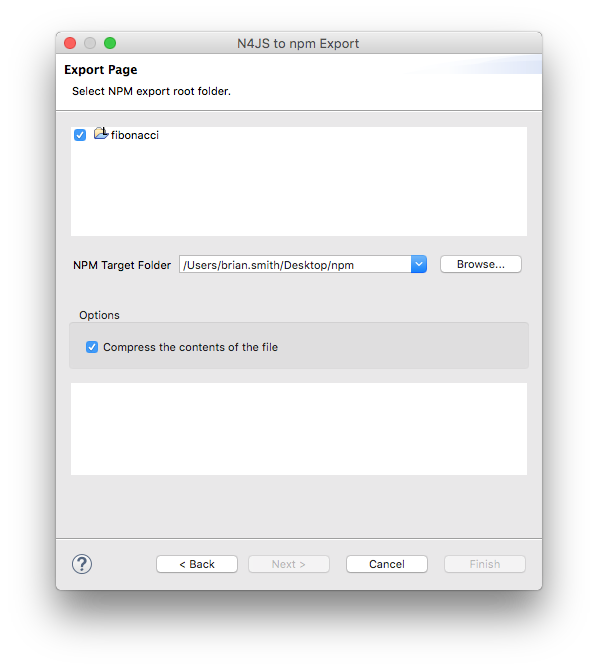 N4JS to npm Export
Export Page
Select NPM export root folder.
fibonacci
NPM Target Folder /Users/brian.smith/Desktop/npm Browse...
Options
Compress the contents of the file
? < Back Next > Cancel Finish